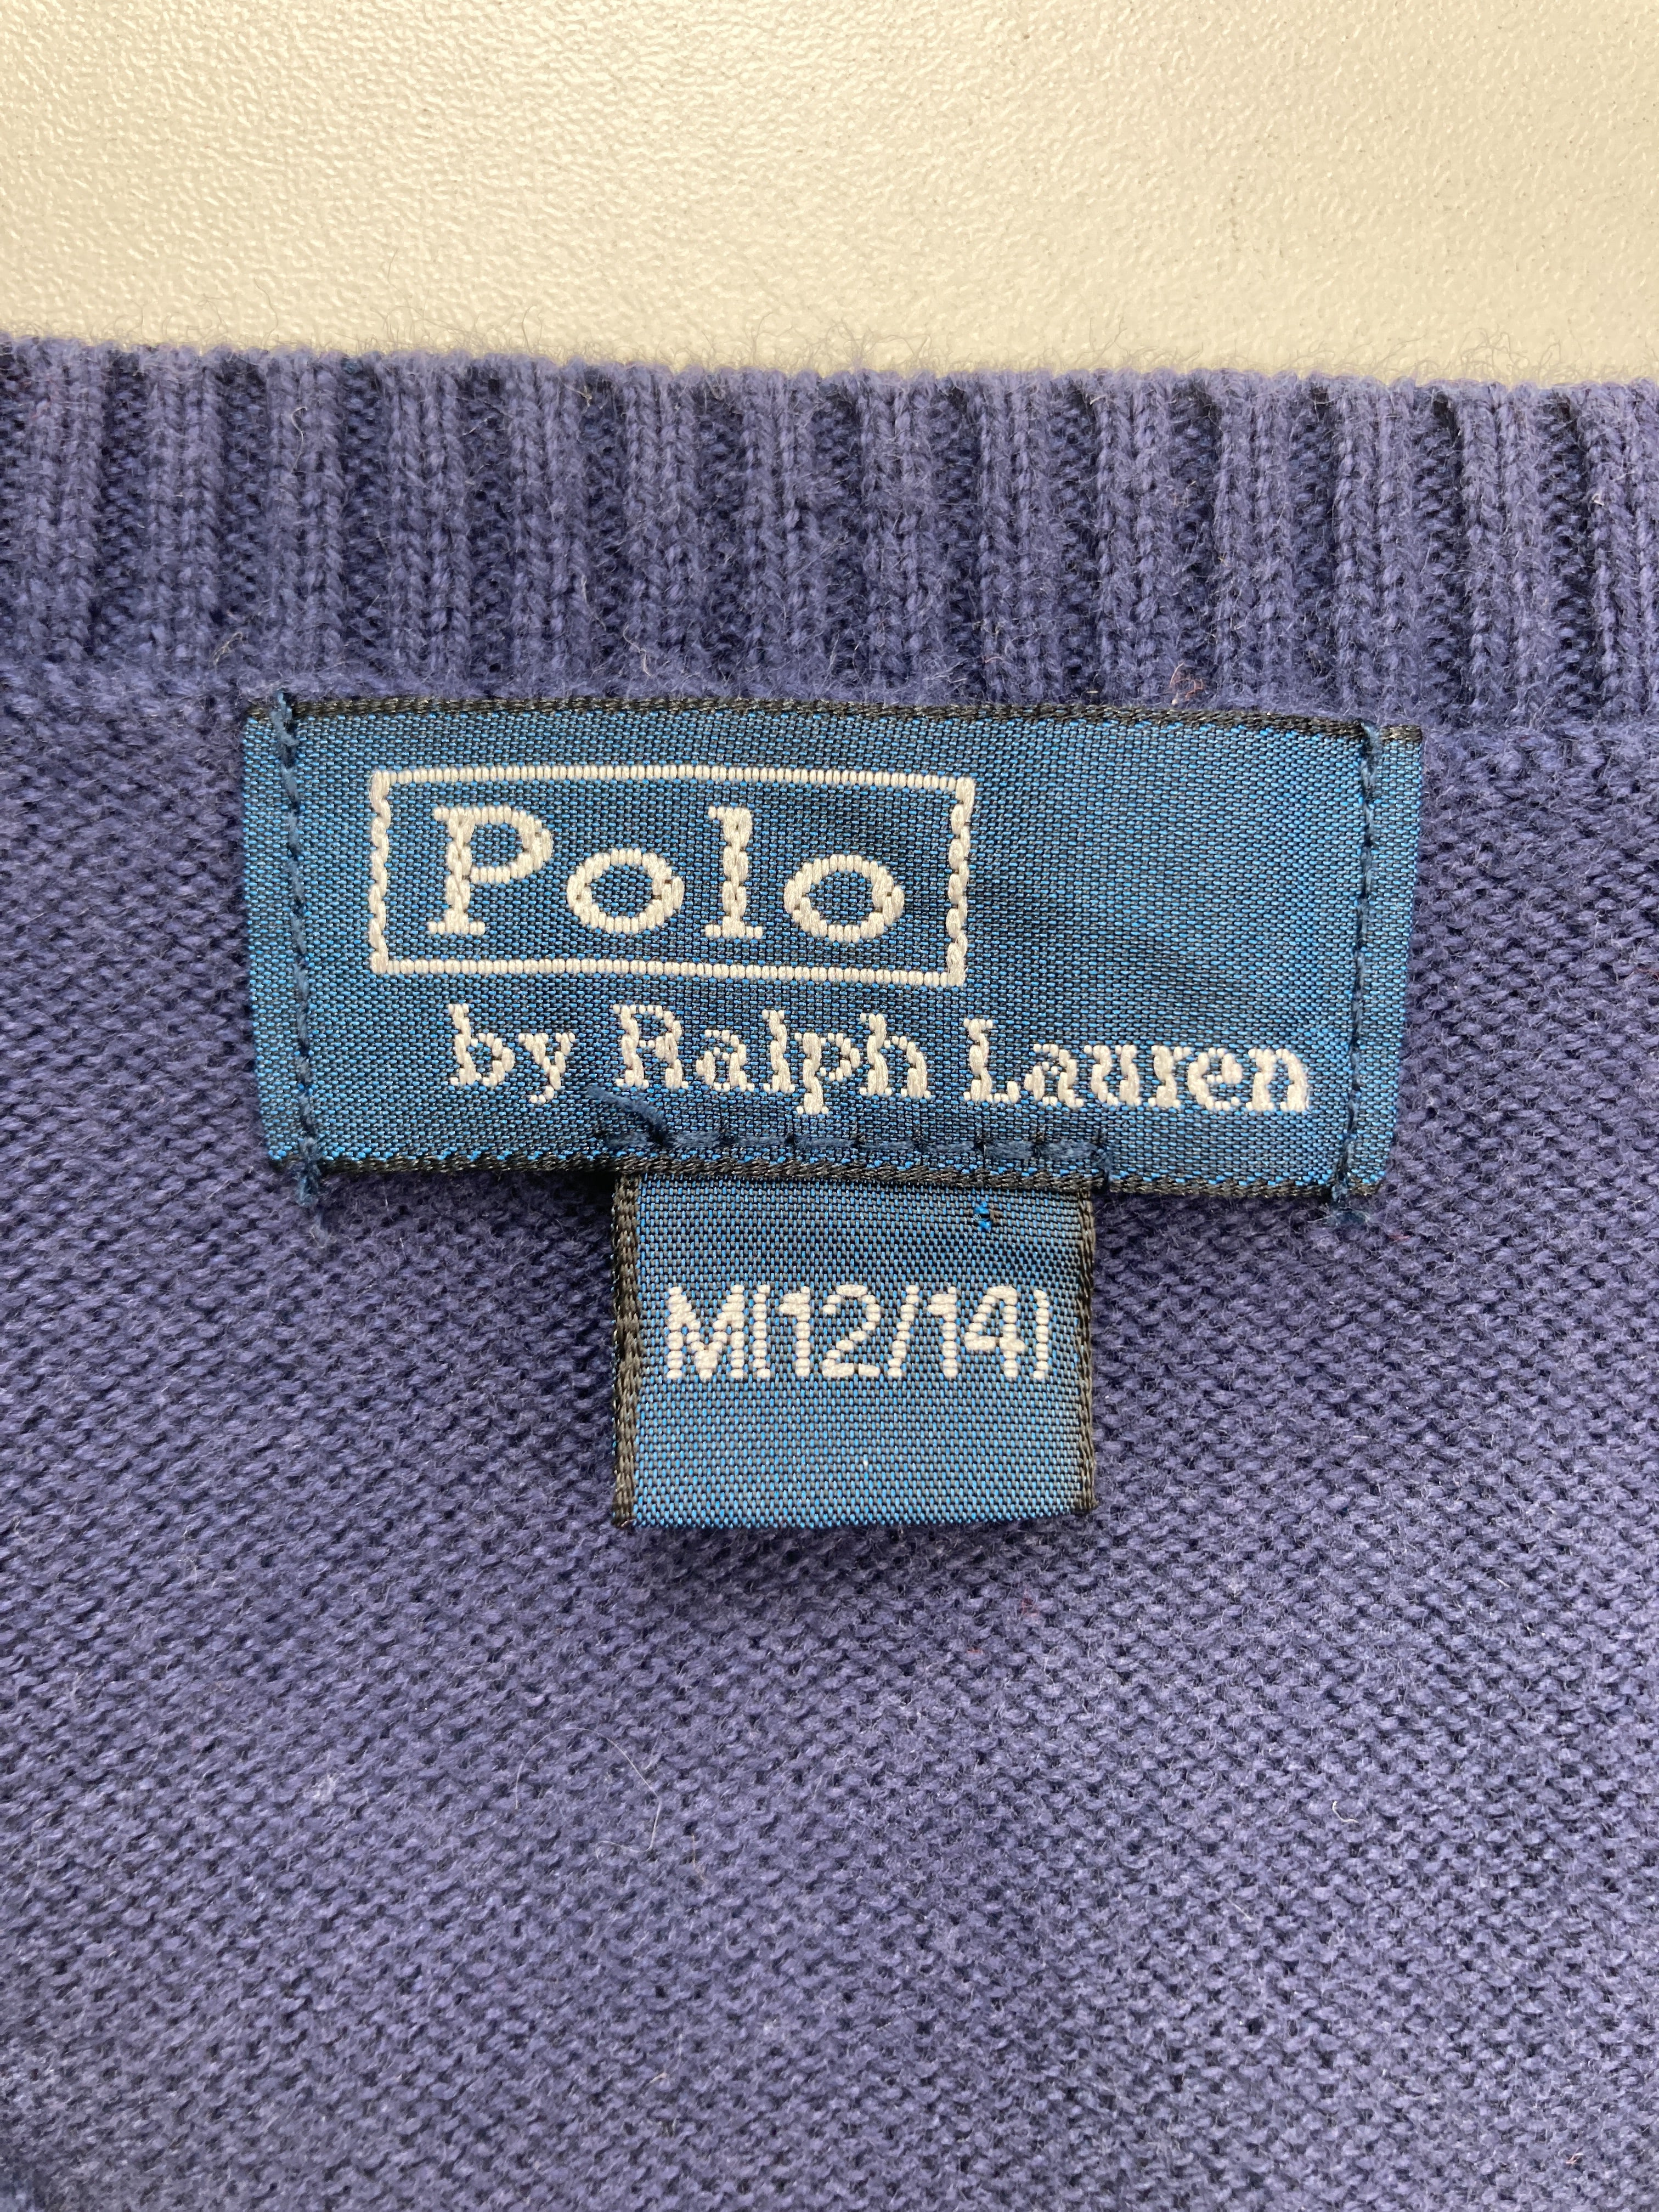 Polo
by Ralph Lauren
M(12/14)